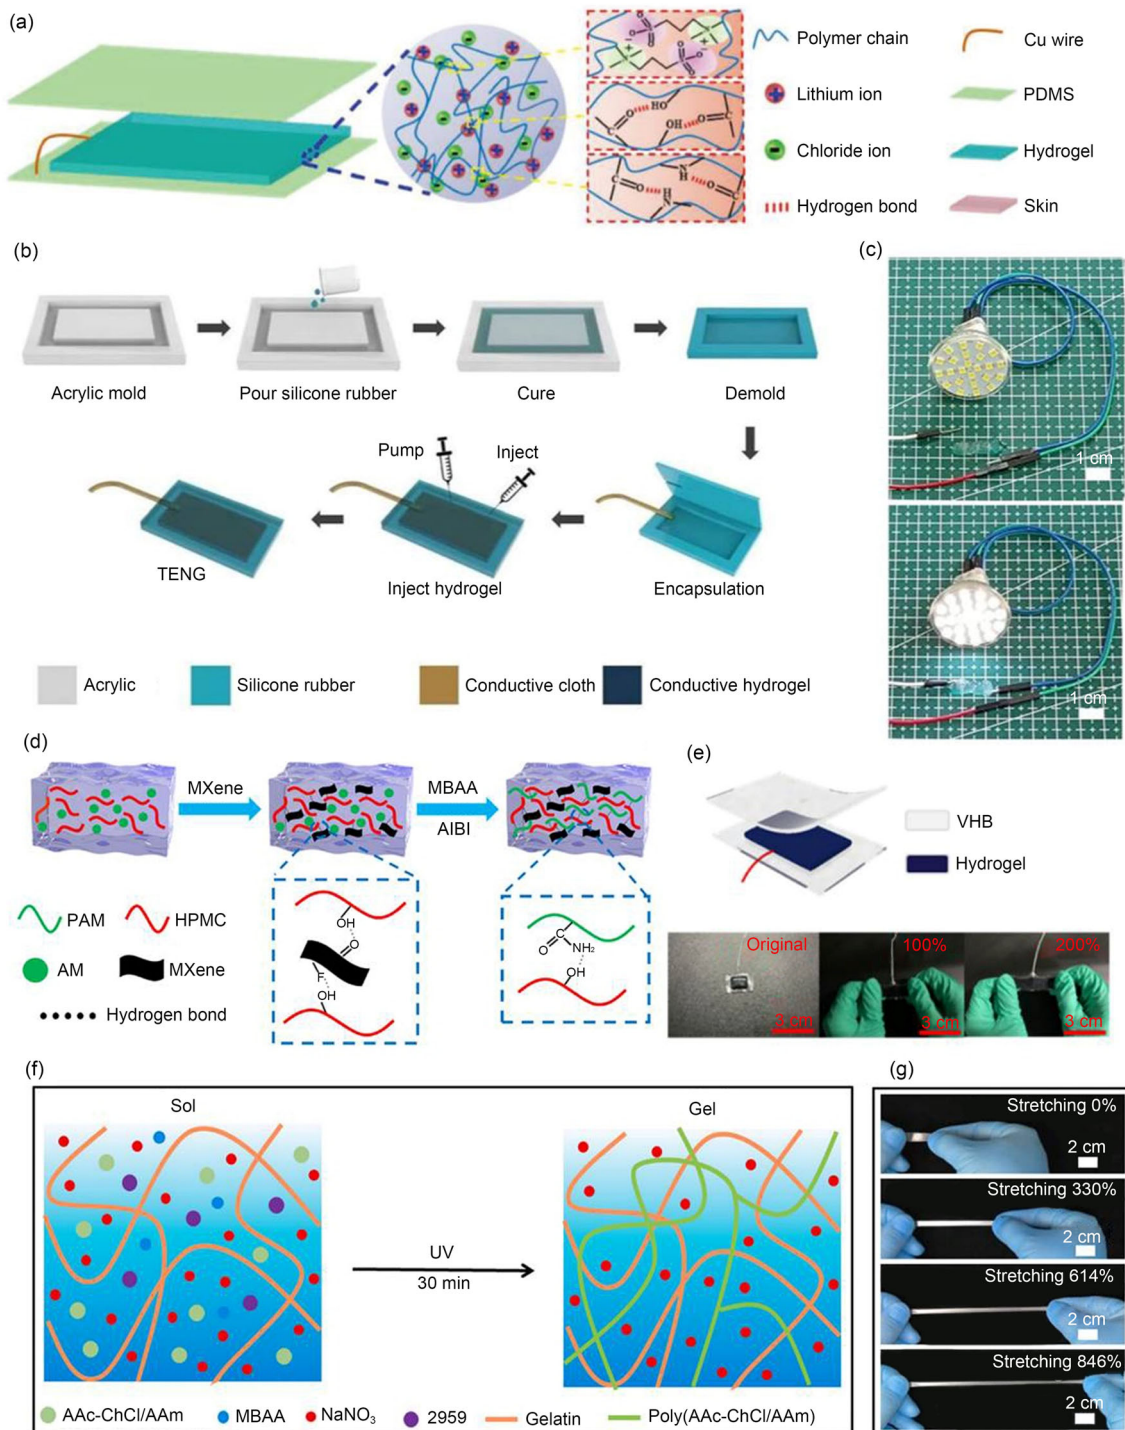 (a)
Polymer chain
Cu wire
Lithium ion
PDMS
Chloride ion
Hydrogel
Hydrogen bond
Skin
HO
O
C
C
OH
O
H
N
C
O
C
O
H
N
(b)
Acrylic mold
Pour silicone rubber
Cure
Demold
Pump
Inject
TENG
Inject hydrogel
Encapsulation
Acrylic
Silicone rubber
Conductive cloth
Conductive hydrogel
(c)
1 cm
1 cm
(d)
MXene
MBAA
AIBI
PAM
HPMC
AM
MXene
Hydrogen bond
OH
O
F
OH
C
O
NH₂
OH
(e)
VHB
Hydrogel
Original
100%
200%
3 cm
3 cm
3 cm
(f)
Sol
Gel
UV
30 min
AAc-ChCl/AAm
MBAA
NaNO₃
2959
Gelatin
Poly(AAc-ChCl/AAm)
(g)
Stretching 0%
2 cm
Stretching 330%
2 cm
Stretching 614%
2 cm
Stretching 846%
2 cm